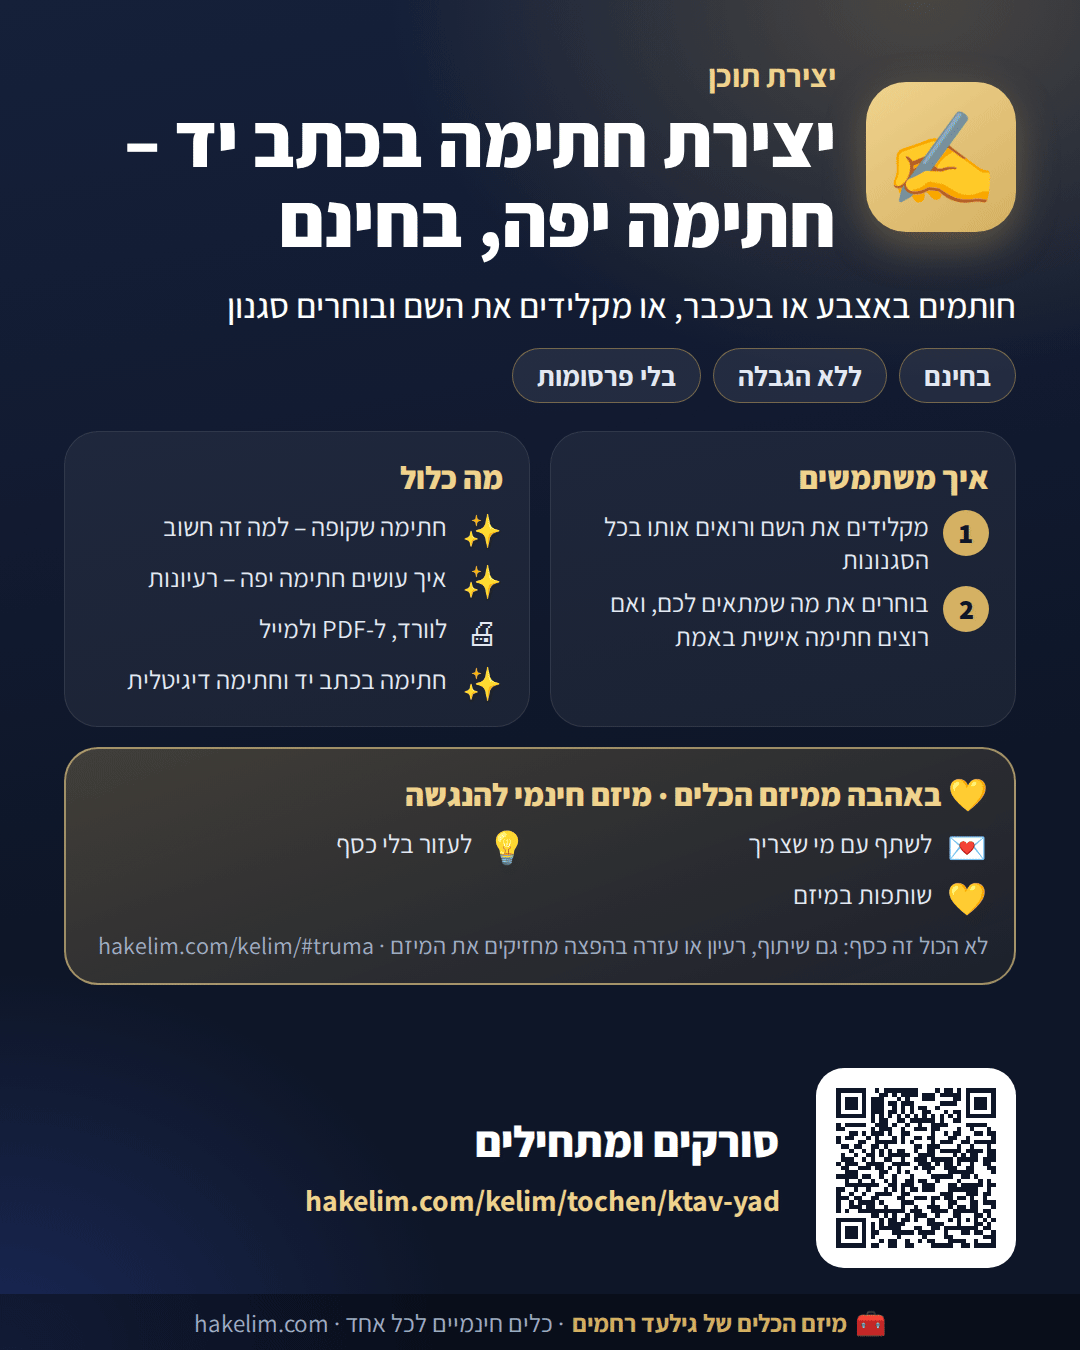 יצירת תוכן
יצירת חתימה בכתב יד –
חתימה יפה, בחינם
חותמים באצבע או בעכבר, או מקלידים את השם ובוחרים סגנון
בחינם
ללא הגבלה
בלי פרסומות
איך משתמשים
1
מקלידים את השם ורואים אותו בכל
הסגנונות
2
בוחרים את מה שמתאים לכם, ואם
רוצים חתימה אישית באמת
מה כלול
חתימה שקופה – למה זה חשוב
איך עושים חתימה יפה – רעיונות
לוורד, ל-PDF ולמייל
חתימה בכתב יד וחתימה דיגיטלית
באהבה ממיזם הכלים · מיזם חינמי להנגשה
לשתף עם מי שצריך
לעזור בלי כסף
שותפות במיזם
לא הכול זה כסף: גם שיתוף, רעיון או עזרה בהפצה מחזיקים את המיזם · hakelim.com/kelim/#truma
סורקים ומתחילים
hakelim.com/kelim/tochen/ktav-yad
מיזם הכלים של גילעד רחמים · כלים חינמיים לכל אחד · hakelim.com